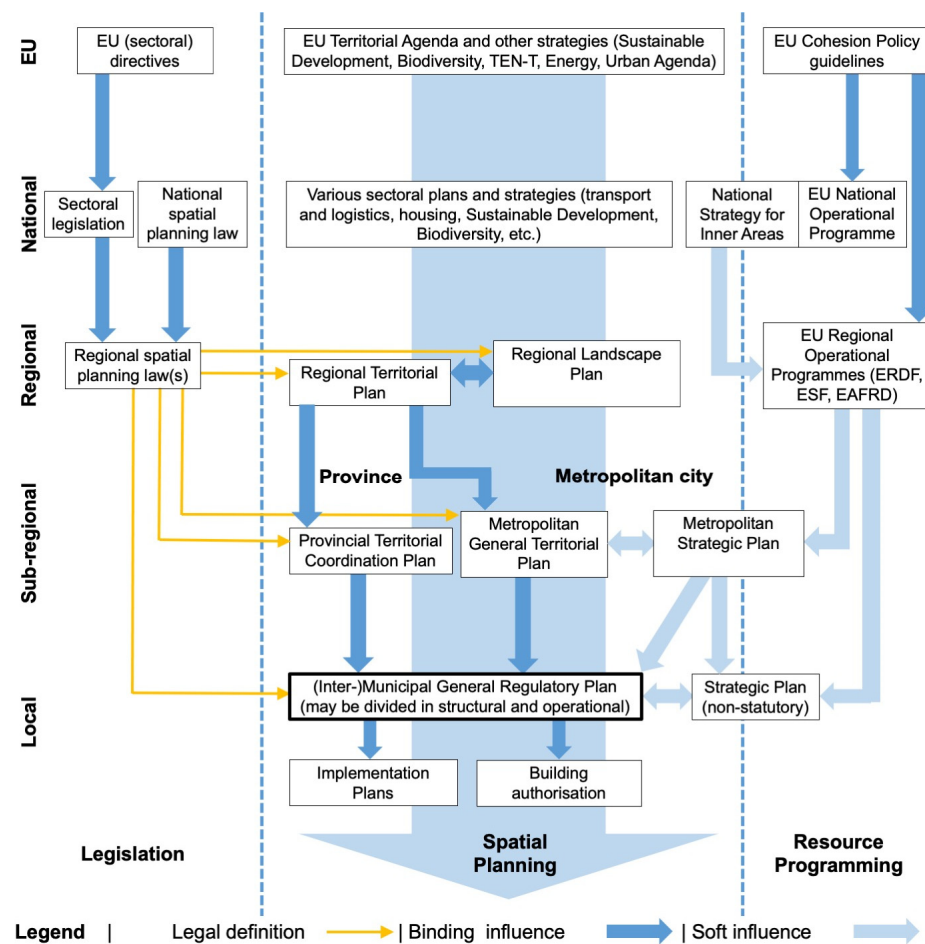 EU
EU (sectoral)
directives
EU Territorial Agenda and other strategies (Sustainable
Development, Biodiversity, TEN-T, Energy, Urban Agenda)
EU Cohesion Policy
guidelines
National
Sectoral
legislation
National
spatial
planning law
Various sectoral plans and strategies (transport
and logistics, housing, Sustainable Development,
Biodiversity, etc.)
National
Strategy for
Inner Areas
EU National
Operational
Programme
Regional
Regional spatial
planning law(s)
Regional Territorial
Plan
Regional Landscape
Plan
EU Regional
Operational
Programmes (ERDF,
ESF, EAFRD)
Province
Metropolitan city
Sub-regional
Provincial Territorial
Coordination Plan
Metropolitan
General Territorial
Plan
Metropolitan
Strategic Plan
Local
(Inter-)Municipal General Regulatory Plan
(may be divided in structural and operational)
Strategic Plan
(non-statutory)
Implementation
Plans
Building
authorisation
Legislation
Spatial
Planning
Resource
Programming
Legend | Legal definition | Binding influence | Soft influence